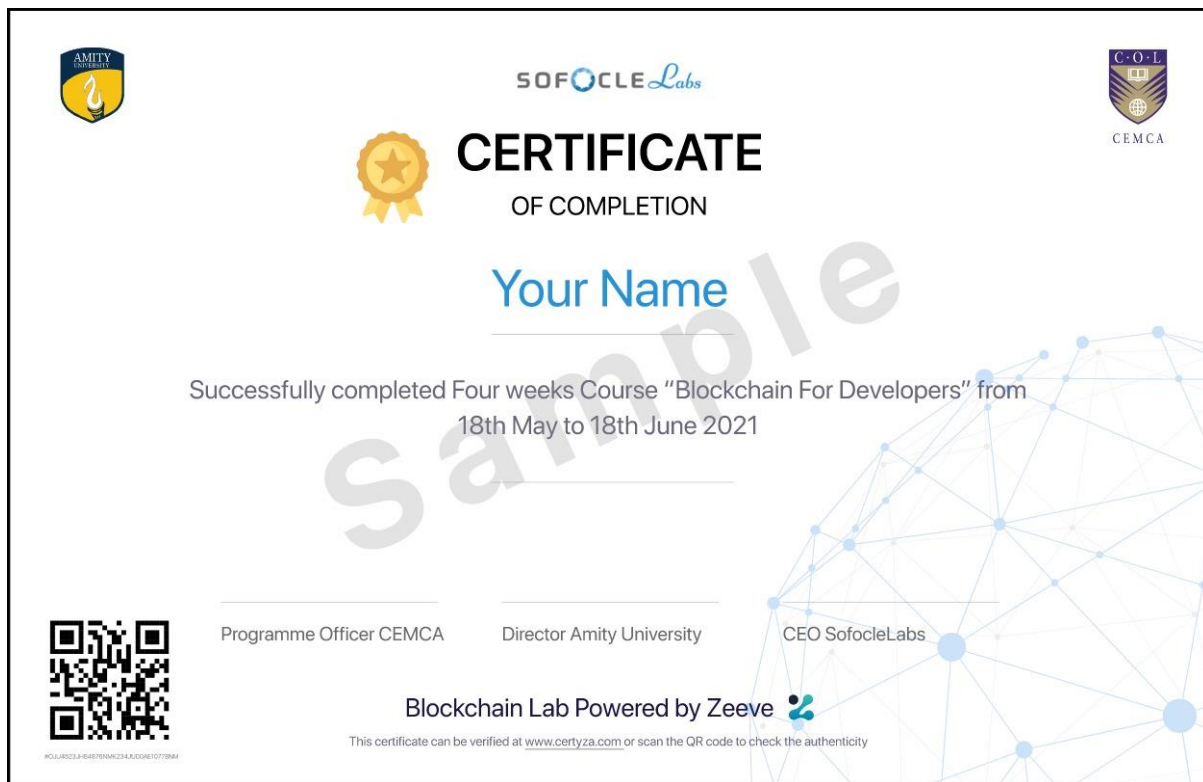 AMITY
UNIVERSITY
SOFOCLE Labs
C·O·L
CEMCA
CERTIFICATE
OF COMPLETION
Your Name
Sample
Successfully completed Four weeks Course “Blockchain For Developers” from
18th May to 18th June 2021
Programme Officer CEMCA
Director Amity University
CEO SofocleLabs
Blockchain Lab Powered by Zeeve
This certificate can be verified at www.certyza.com or scan the QR code to check the authenticity